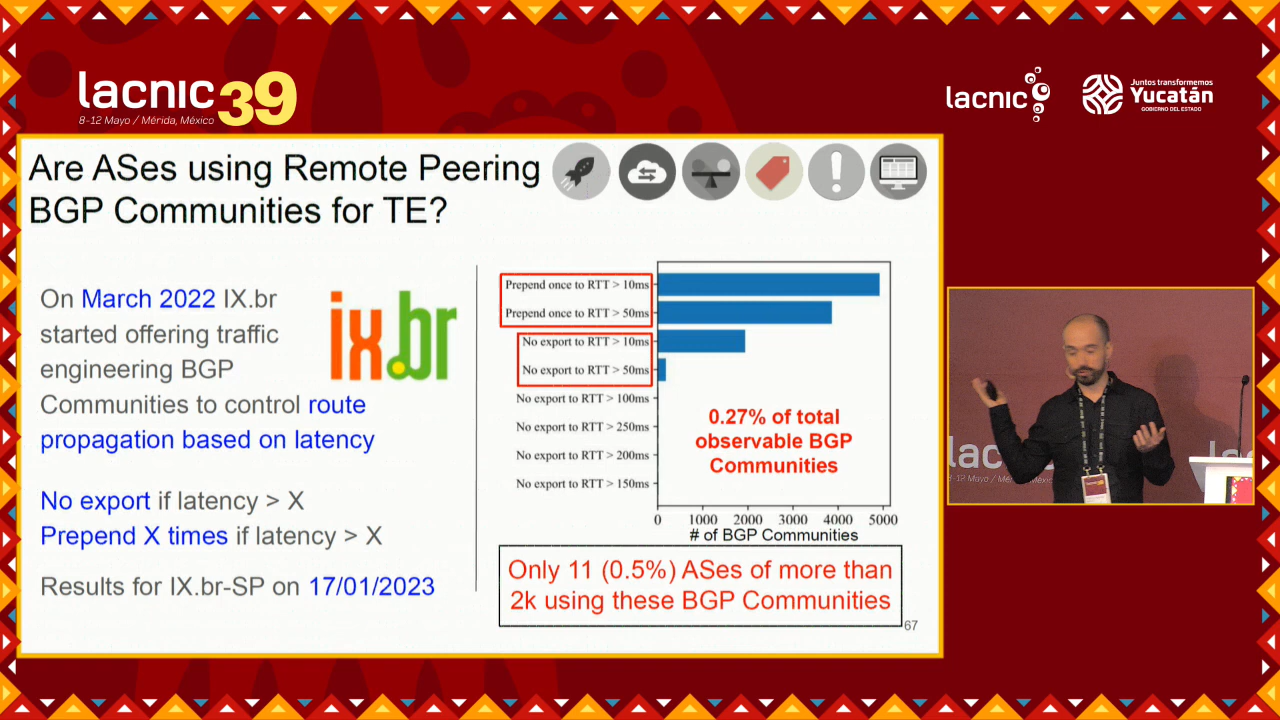 lacnic 39
8-12 Mayo / Mérida, México
lacnic
Juntos transformemos
Yucatán
GOBIERNO DEL ESTADO
Are ASes using Remote Peering
BGP Communities for TE?
On March 2022 IX.br
started offering traffic
engineering BGP
Communities to control route
propagation based on latency
ix.br
No export if latency > X
Prepend X times if latency > X
Results for IX.br-SP on 17/01/2023
Prepend once to RTT > 10ms
Prepend once to RTT > 50ms
No export to RTT > 10ms
No export to RTT > 50ms
No export to RTT > 100ms
No export to RTT > 250ms
No export to RTT > 200ms
No export to RTT > 150ms
0.27% of total
observable BGP
Communities
0 1000 2000 3000 4000 5000
# of BGP Communities
Only 11 (0.5%) ASes of more than
2k using these BGP Communities
67
lac